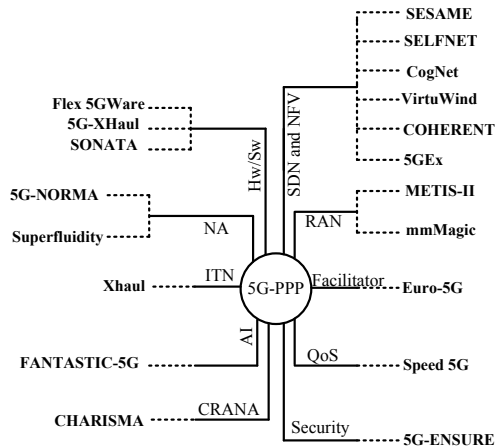 SESAME
SELFNET
CogNet
VirtuWind
COHERENT
5GEx
SDN and NFV
Flex 5GWare
5G-XHaul
SONATA
Hw/Sw
5G-NORMA
Superfluidity
NA
METIS-II
mmMagic
RAN
Xhaul
ITN
5G-PPP
Facilitator
Euro-5G
AI
FANTASTIC-5G
QoS
Speed 5G
CHARISMA
CRANA
Security
5G-ENSURE